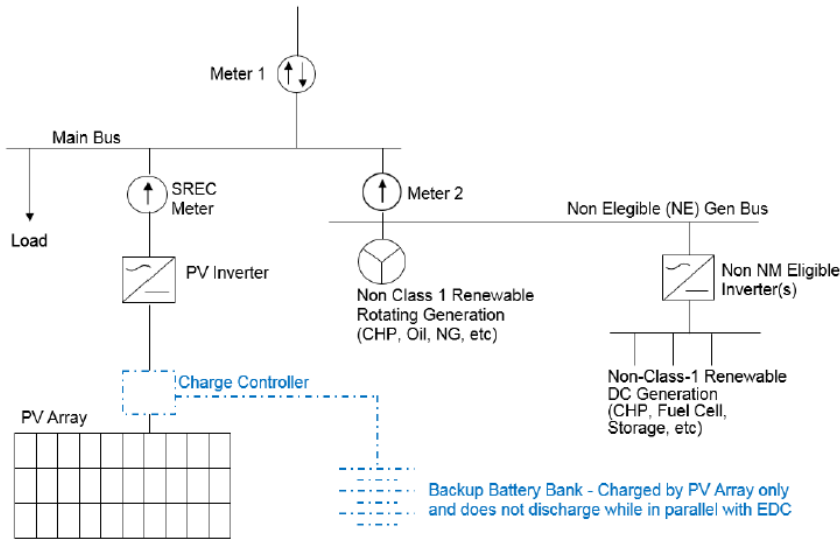 Meter 1
Main Bus
SREC
Meter
Meter 2
Non Elegible (NE) Gen Bus
Load
PV Inverter
Non NM Eligible
Inverter(s)
Non Class 1 Renewable
Rotating Generation
(CHP, Oil, NG, etc)
Charge Controller
Non-Class-1 Renewable
DC Generation
(CHP, Fuel Cell,
Storage, etc)
PV Array
Backup Battery Bank - Charged by PV Array only
and does not discharge while in parallel with EDC